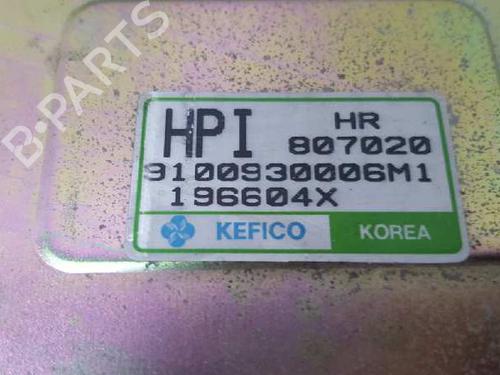 HPI HR
807020
9100930006M1
196604X
KEFICO KOREA
B-PARTS